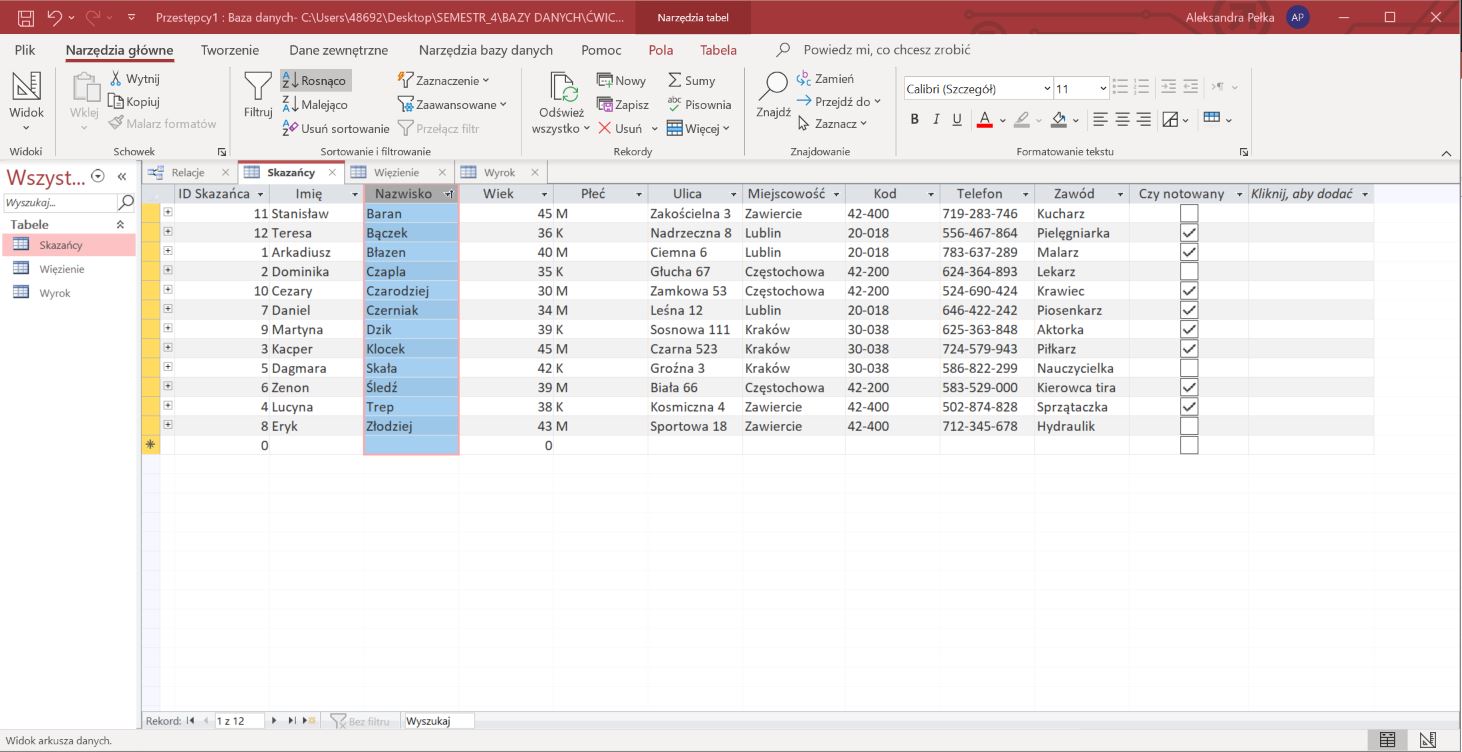 Przestępcy1 : Baza danych- C:\Users\48692\Desktop\SEMESTR_4\BAZY DANYCH\ĆWIC... Narzędzia tabel Aleksandra Pełka AP
Plik Narzędzia główne Tworzenie Dane zewnętrzne Narzędzia bazy danych Pomoc Pola Tabela Powiedz mi, co chcesz zrobić
Widok
Widoki
Wklej
Wytnij
Kopiuj
Malarz formatów
Schowek
Filtruj
Rosnąco
Malejąco
Usuń sortowanie
Zaznaczenie
Zaawansowane
Przełącz filtr
Sortowanie i filtrowanie
Odśwież
wszystko
Nowy
Zapisz
Usuń
Sumy
Pisownia
Więcej
Rekordy
Znajdź
Zamień
Przejdź do
Zaznacz
Znajdowanie
Calibri (Szczegół) 11
B I U A
Formatowanie tekstu
Wszyst...
Wyszukaj...
Tabele
Skazańcy
Więzienie
Wyrok
Relacje Skazańcy Więzienie Wyrok
ID Skazańca Imię Nazwisko Wiek Płeć Ulica Miejscowość Kod Telefon Zawód Czy notowany Kliknij, aby dodać
11 Stanisław Baran 45 M Zakościelna 3 Zawiercie 42-400 719-283-746 Kucharz
12 Teresa Bączek 36 K Nadrzeczna 8 Lublin 20-018 556-467-864 Pielęgniarka
1 Arkadiusz Błazen 40 M Ciemna 6 Lublin 20-018 783-637-289 Malarz
2 Dominika Czapla 35 K Głucha 67 Częstochowa 42-200 624-364-893 Lekarz
10 Cezary Czarodziej 30 M Zamkowa 53 Częstochowa 42-200 524-690-424 Krawiec
7 Daniel Czerniak 34 M Leśna 12 Lublin 20-018 646-422-242 Piosenkarz
9 Martyna Dzik 39 K Sosnowa 111 Kraków 30-038 625-363-848 Aktorka
3 Kacper Klocek 45 M Czarna 523 Kraków 30-038 724-579-943 Piłkarz
5 Dagmara Skała 42 K Groźna 3 Kraków 30-038 586-822-299 Nauczycielka
6 Zenon Śledź 39 M Biała 66 Częstochowa 42-200 583-529-000 Kierowca tira
4 Lucyna Trep 38 K Kosmiczna 4 Zawiercie 42-400 502-874-828 Sprzątaczka
8 Eryk Złodziej 43 M Sportowa 18 Zawiercie 42-400 712-345-678 Hydraulik
0 0
Rekord: 1 z 12 Bez filtru Wyszukaj
Widok arkusza danych.